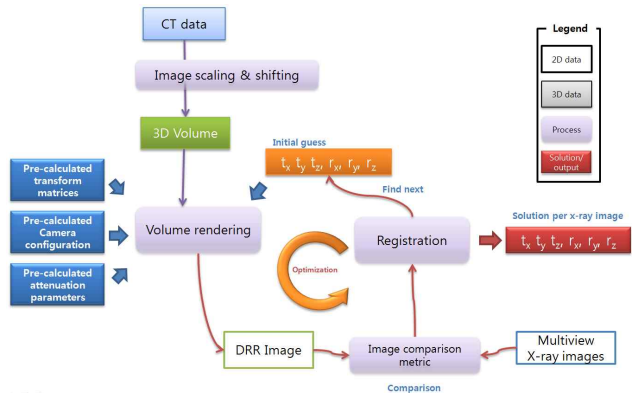 CT data
Legend
2D data
3D data
Process
Solution/
output
Image scaling & shifting
3D Volume
Initial guess
tx ty tz, rx, ry, rz
Find next
Pre-calculated
transform
matrices
Pre-calculated
Camera
configuration
Pre-calculated
attenuation
parameters
Volume rendering
Optimization
Registration
Solution per x-ray image
tx ty tz, rx, ry, rz
DRR Image
Image comparison
metric
Comparison
Multiview
X-ray images